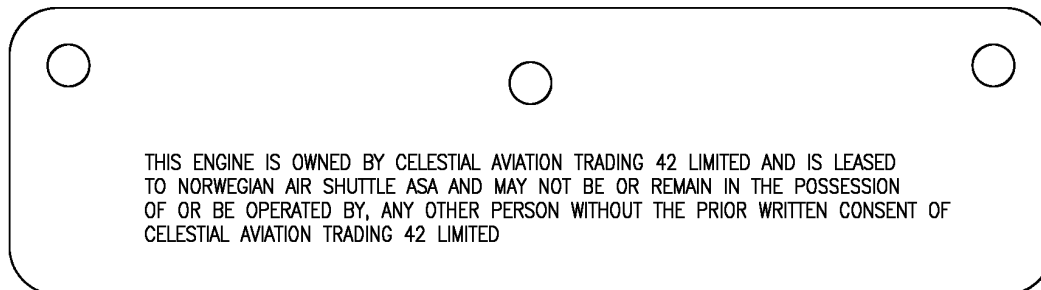 THIS ENGINE IS OWNED BY CELESTIAL AVIATION TRADING 42 LIMITED AND IS LEASED
TO NORWEGIAN AIR SHUTTLE ASA AND MAY NOT BE OR REMAIN IN THE POSSESSION
OF OR BE OPERATED BY, ANY OTHER PERSON WITHOUT THE PRIOR WRITTEN CONSENT OF
CELESTIAL AVIATION TRADING 42 LIMITED